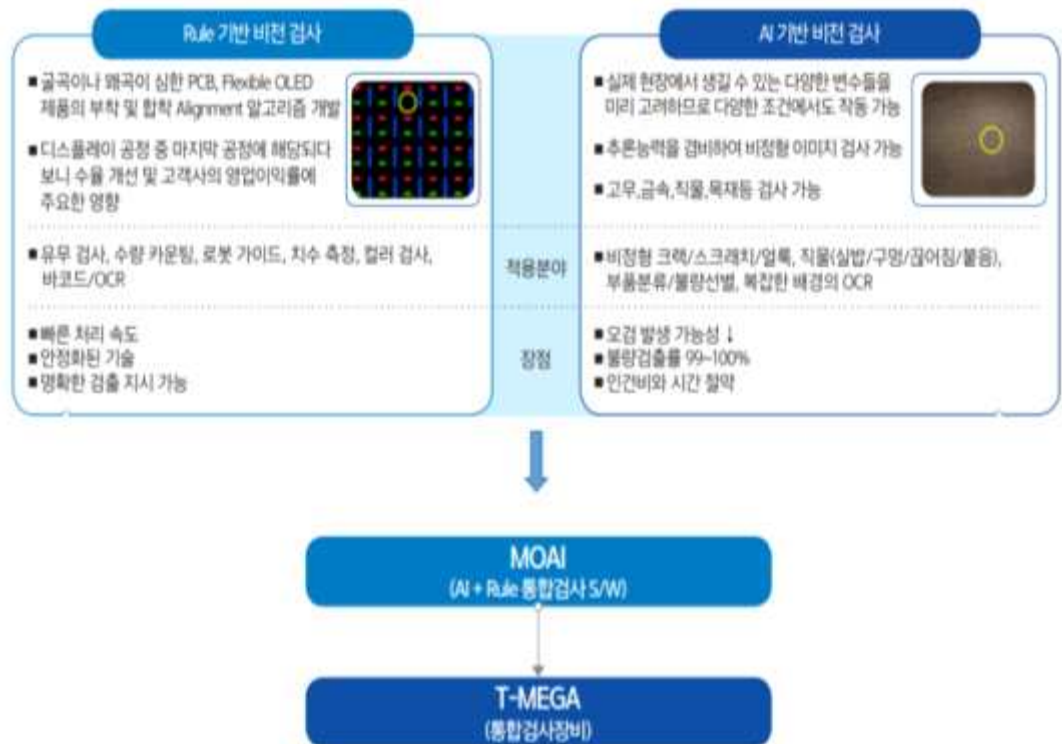 Rule 기반 비전 검사
■ 굴곡이나 왜곡이 심한 PCB, Flexible OLED
제품의 부착 및 합착 Alignment 알고리즘 개발
■ 디스플레이 공정 중 마지막 공정에 해당되다
보니 수율 개선 및 고객사의 영업이익률에
주요한 영향
■ 유무 검사, 수량 카운팅, 로봇 가이드, 치수 측정, 컬러 검사,
바코드/OCR
■ 빠른 처리 속도
■ 안정화된 기술
■ 명확한 검출 지시 가능
적용분야
장점
AI 기반 비전 검사
■ 실제 현장에서 생길 수 있는 다양한 변수들을
미리 고려하므로 다양한 조건에서도 작동 가능
■ 추론능력을 겸비하여 비정형 이미지 검사 가능
■ 고무,금속,직물,목재등 검사 가능
■ 비정형 크랙/스크래치/얼룩, 직물(실밥/구멍/끊어짐/붙음),
부품분류/불량선별, 복잡한 배경의 OCR
■ 오검 발생 가능성 ↓
■ 불량검출률 99~100%
■ 인건비와 시간 절약
MOAI
(AI + Rule 통합검사 S/W)
T-MEGA
(통합검사장비)